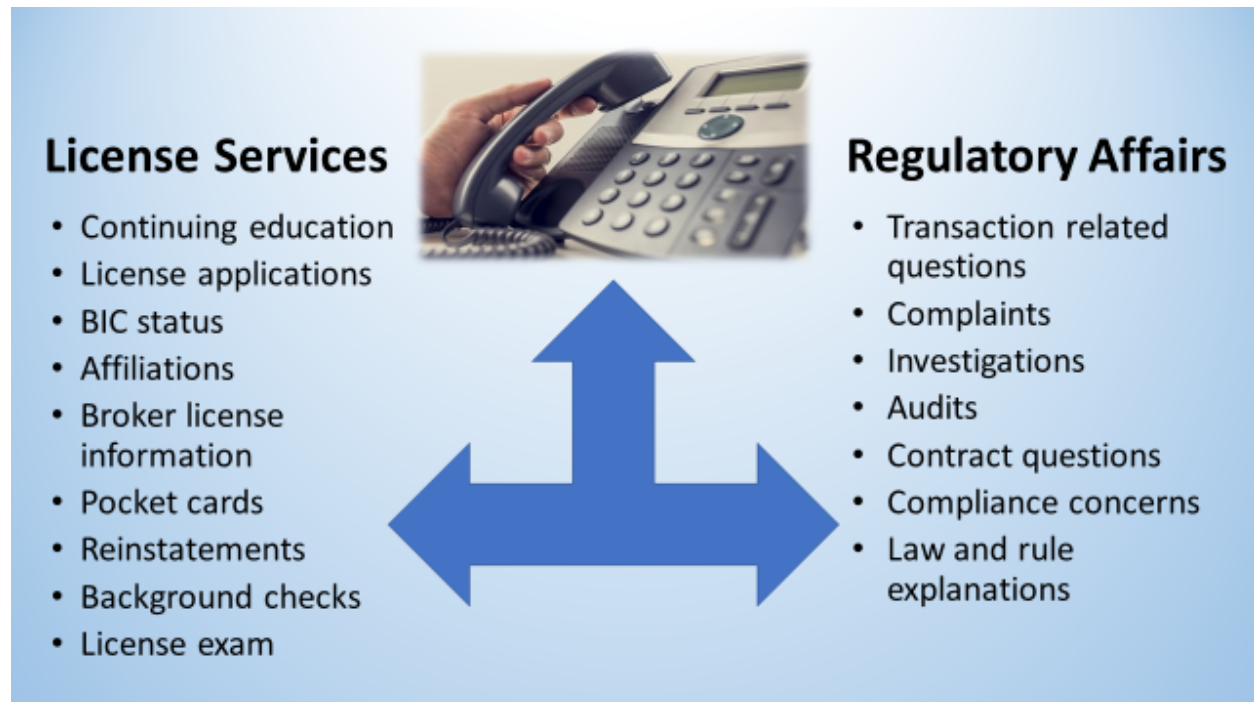 License Services
• Continuing education
• License applications
• BIC status
• Affiliations
• Broker license
information
• Pocket cards
• Reinstatements
• Background checks
• License exam
Regulatory Affairs
• Transaction related
questions
• Complaints
• Investigations
• Audits
• Contract questions
• Compliance concerns
• Law and rule
explanations